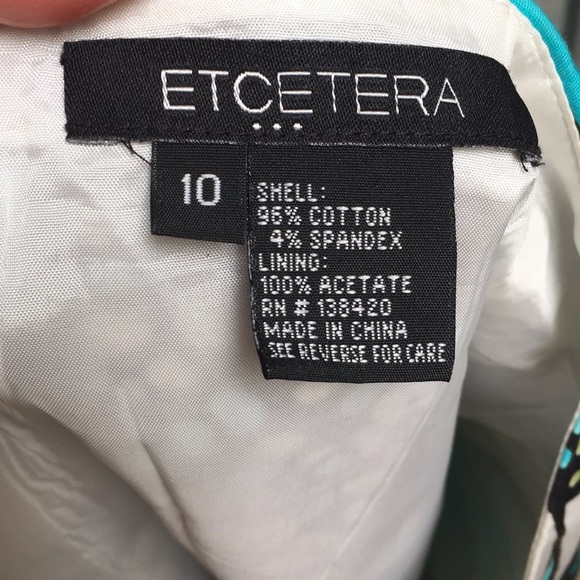 ETCETERA
...
10
SHELL:
96% COTTON
4% SPANDEX
LINING:
100% ACETATE
RN # 138420
MADE IN CHINA
SEE REVERSE FOR CARE